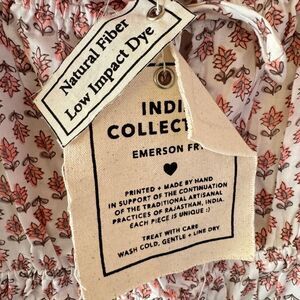 Natural Fiber
Low Impact Dye
INDI
COLLECT
EMERSON FR
PRINTED + MADE BY HAND
IN SUPPORT OF THE CONTINUATION
OF THE TRADITIONAL ARTISANAL
PRACTICES OF RAJASTHAN, INDIA.
EACH PIECE IS UNIQUE :)
TREAT WITH CARE
WASH COLD, GENTLE + LINE DRY